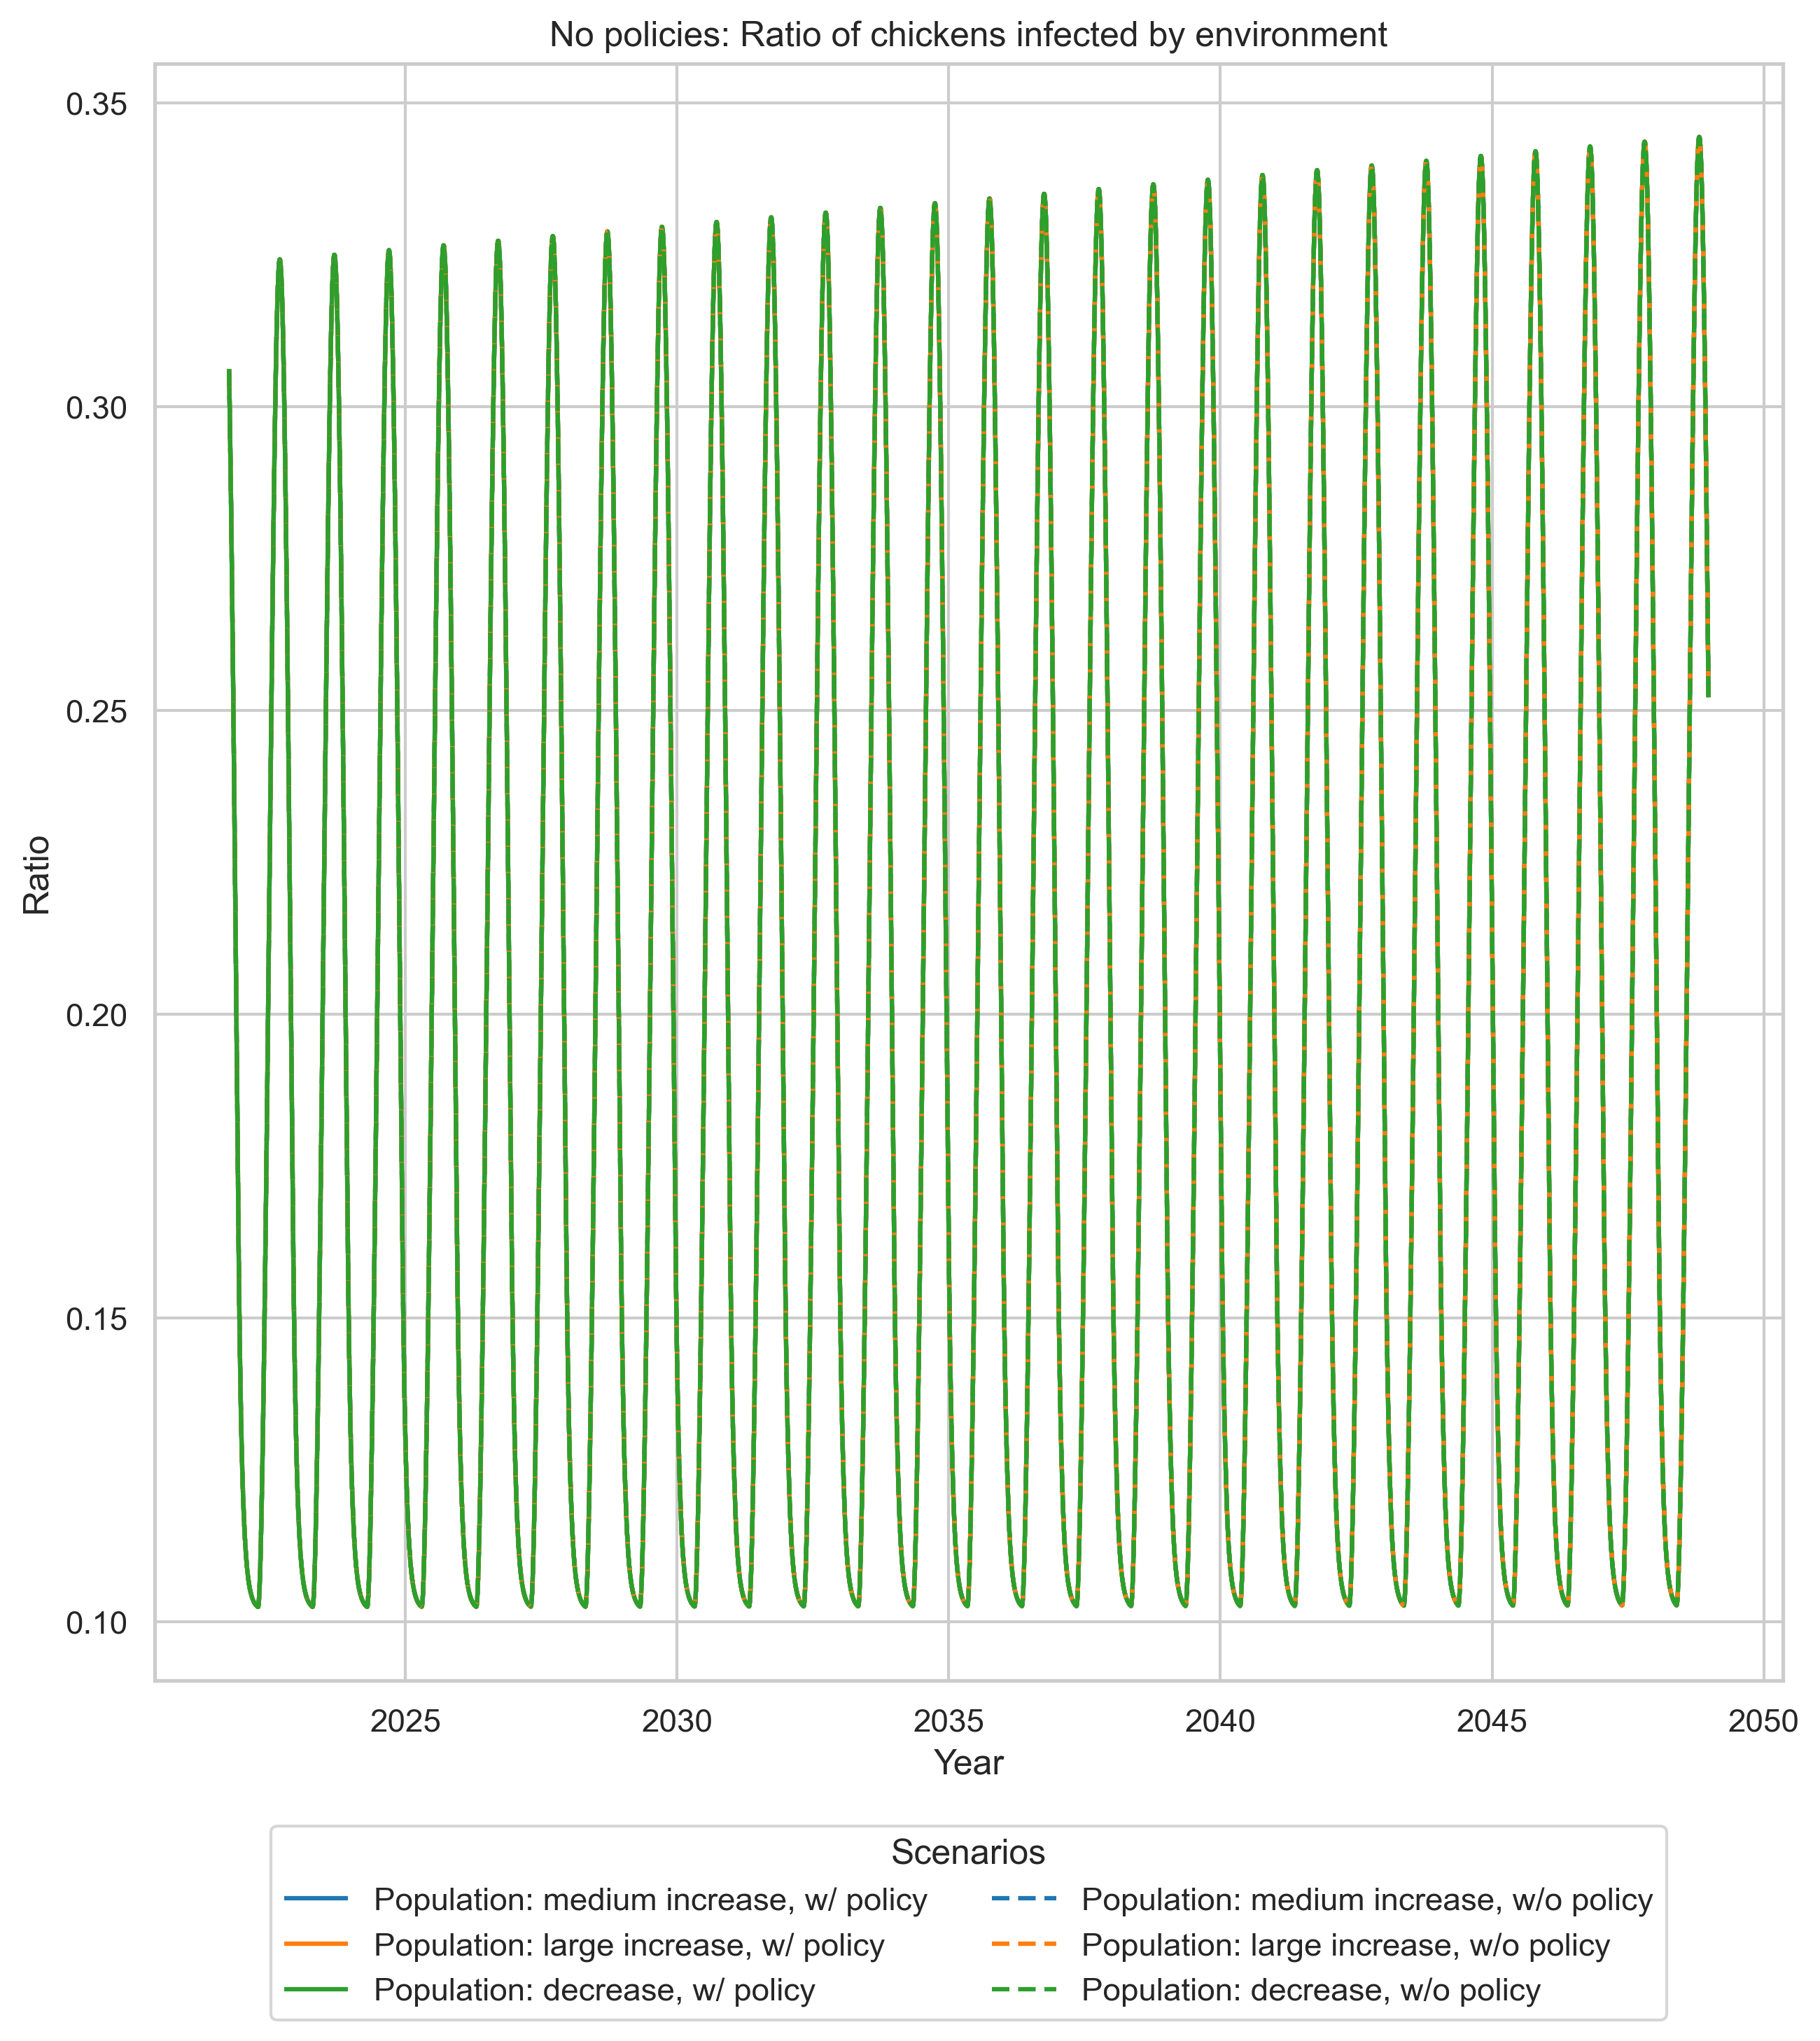 No policies: Ratio of chickens infected by environment
0.35
0.30
0.25
0.20
0.15
0.10
Ratio
2025 2030 2035 2040 2045 2050
Year
Scenarios
Population: medium increase, w/ policy
Population: large increase, w/ policy
Population: decrease, w/ policy
Population: medium increase, w/o policy
Population: large increase, w/o policy
Population: decrease, w/o policy